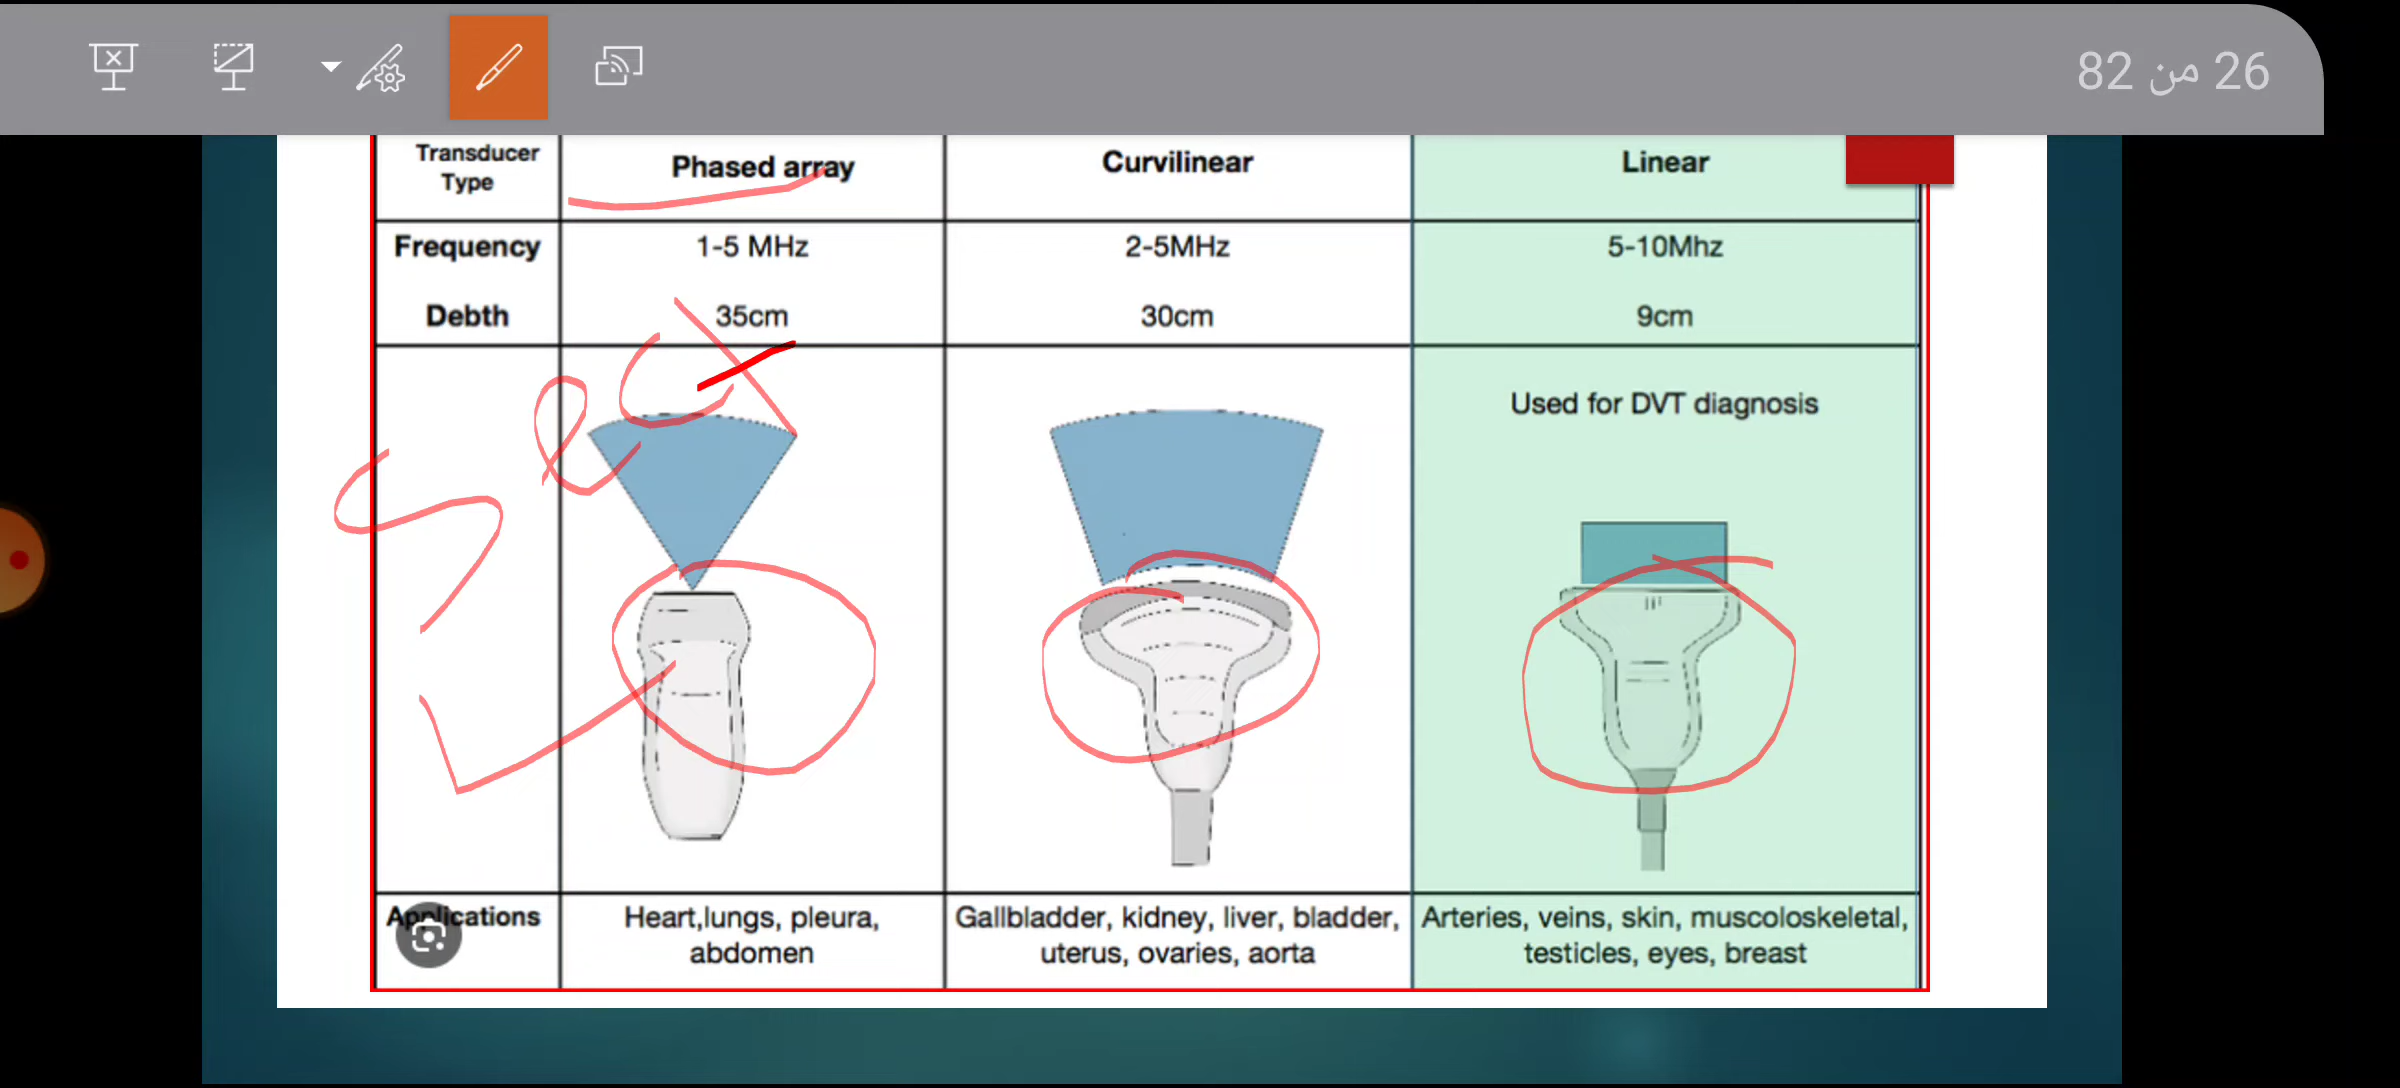 26 من 82
Transducer
Type
Phased array
Curvilinear
Linear
Frequency
1-5 MHz
2-5MHz
5-10Mhz
Debth
35cm
30cm
9cm
Used for DVT diagnosis
Sect
Applications
Heart,lungs, pleura,
abdomen
Gallbladder, kidney, liver, bladder,
uterus, ovaries, aorta
Arteries, veins, skin, muscoloskeletal,
testicles, eyes, breast